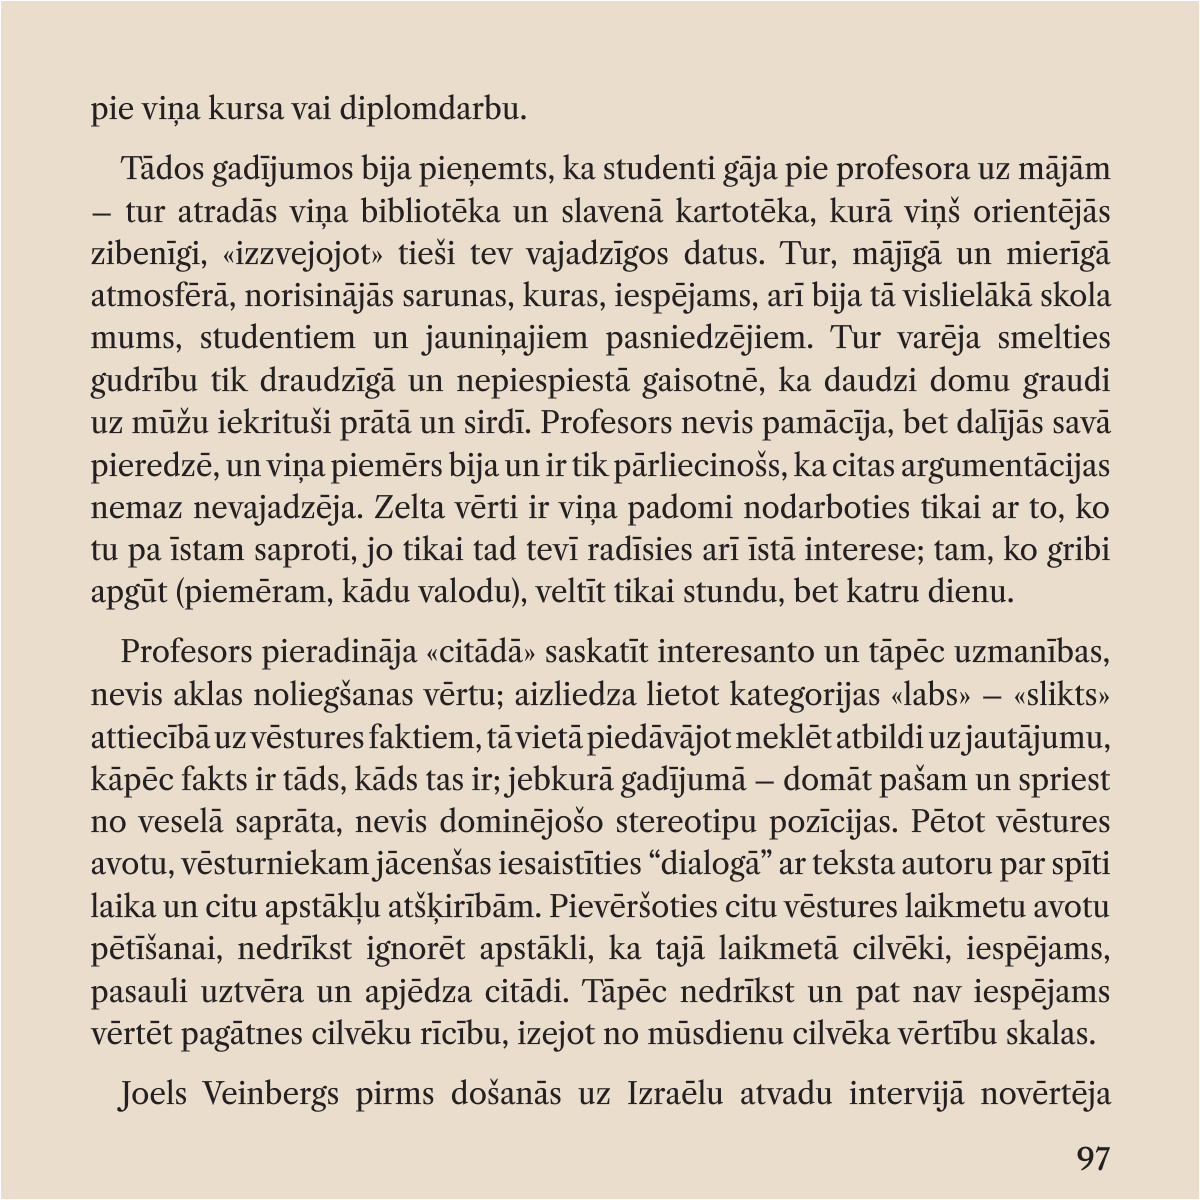 pie viņa kursa vai diplomdarbu.
Tādos gadījumos bija pieņemts, ka studenti gāja pie profesora uz mājām
– tur atradās viņa bibliotēka un slavenā kartotēka, kurā viņš orientējās
zibenīgi, «izzvejojot» tieši tev vajadzīgos datus. Tur, mājīgā un mierīgā
atmosfērā, norisinājās sarunas, kuras, iespējams, arī bija tā vislielākā skola
mums, studentiem un jauniņajiem pasniedzējiem. Tur varēja smelties
gudrību tik draudzīgā un nepiespiestā gaisotnē, ka daudzi domu graudi
uz mūžu iekrituši prātā un sirdī. Profesors nevis pamācīja, bet dalījās savā
pieredzē, un viņa piemērs bija un ir tik pārliecinošs, ka citas argumentācijas
nemaz nevajadzēja. Zelta vērti ir viņa padomi nodarboties tikai ar to, ko
tu pa īstam saproti, jo tikai tad tevī radīsies arī īstā interese; tam, ko gribi
apgūt (piemēram, kādu valodu), veltīt tikai stundu, bet katru dienu.
Profesors pieradināja «citādā» saskatīt interesanto un tāpēc uzmanības,
nevis aklas noliegšanas vērtu; aizliedza lietot kategorijas «labs» – «slikts»
attiecībā uz vēstures faktiem, tā vietā piedāvājot meklēt atbildi uz jautājumu,
kāpēc fakts ir tāds, kāds tas ir; jebkurā gadījumā – domāt pašam un spriest
no veselā saprāta, nevis dominējošo stereotipu pozīcijas. Pētot vēstures
avotu, vēsturniekam jācenšas iesaistīties “dialogā” ar teksta autoru par spīti
laika un citu apstākļu atšķirībām. Pievēršoties citu vēstures laikmetu avotu
pētīšanai, nedrīkst ignorēt apstākli, ka tajā laikmetā cilvēki, iespējams,
pasauli uztvēra un apjēdza citādi. Tāpēc nedrīkst un pat nav iespējams
vērtēt pagātnes cilvēku rīcību, izejot no mūsdienu cilvēka vērtību skalas.
Joels Veinbergs pirms došanās uz Izraēlu atvadu intervijā novērtēja
97